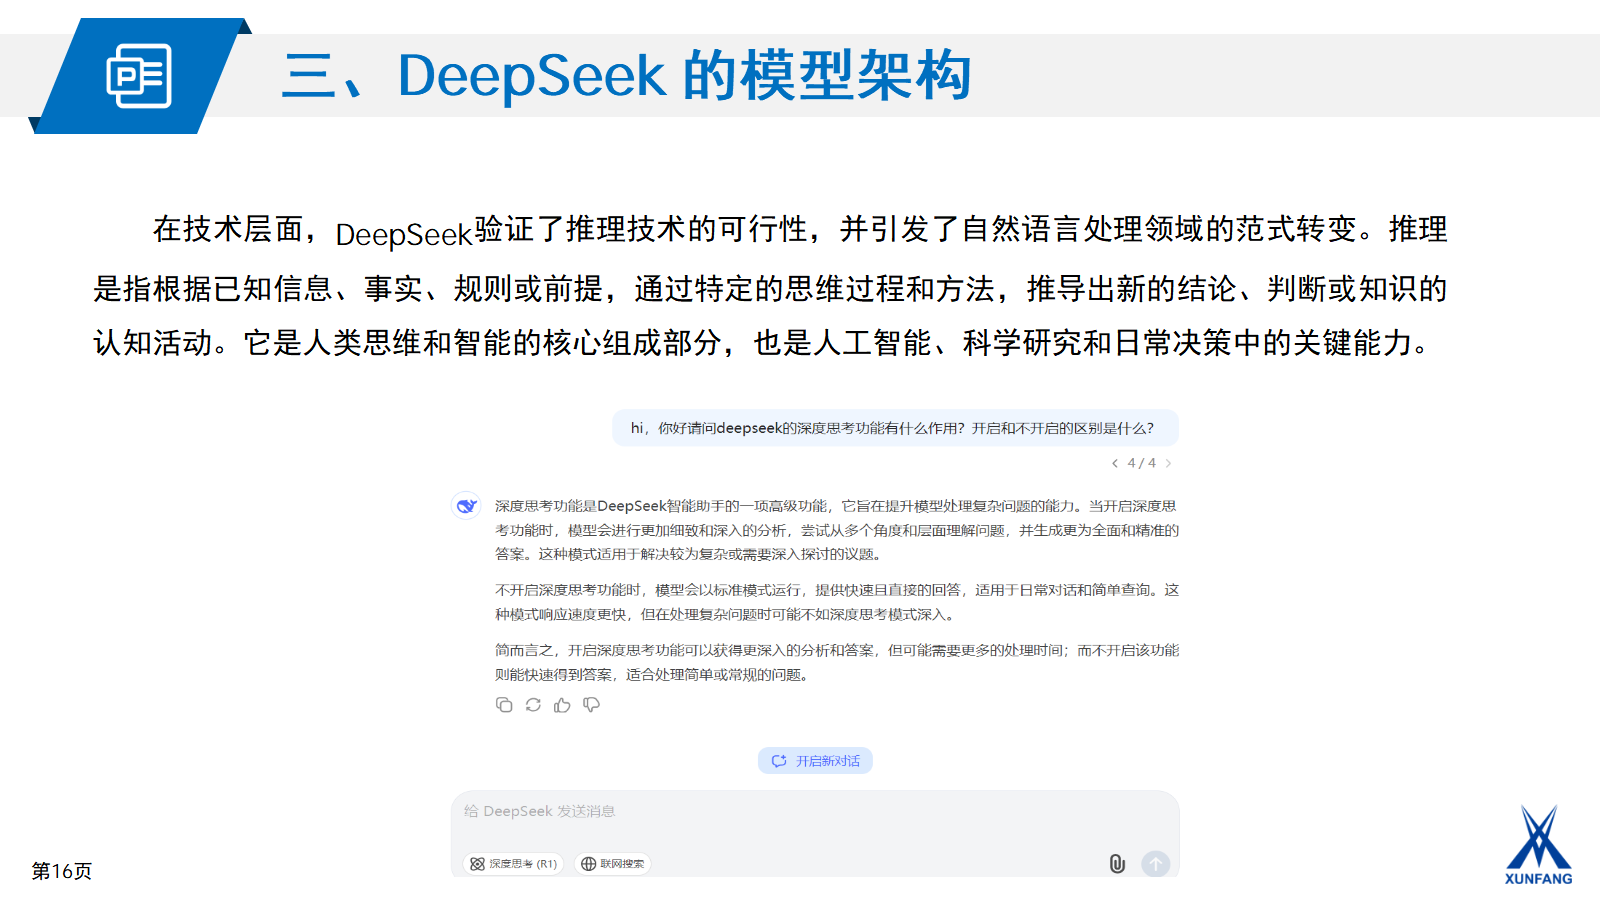 三、DeepSeek 的模型架构
在技术层面，DeepSeek验证了推理技术的可行性，并引发了自然语言处理领域的范式转变。推理
是指根据已知信息、事实、规则或前提，通过特定的思维过程和方法，推导出新的结论、判断或知识的
认知活动。它是人类思维和智能的核心组成部分，也是人工智能、科学研究和日常决策中的关键能力。
hi，你好请问deepseek的深度思考功能有什么作用？开启和不开启的区别是什么？
4 / 4
深度思考功能是DeepSeek智能助手的一项高级功能，它旨在提升模型处理复杂问题的能力。当开启深度思
考功能时，模型会进行更加细致和深入的分析，尝试从多个角度和层面理解问题，并生成更为全面和精准的
答案。这种模式适用于解决较为复杂或需要深入探讨的议题。
不开启深度思考功能时，模型会以标准模式运行，提供快速且直接的回答，适用于日常对话和简单查询。这
种模式响应速度更快，但在处理复杂问题时可能不如深度思考模式深入。
简而言之，开启深度思考功能可以获得更深入的分析和答案，但可能需要更多的处理时间；而不开启该功能
则能快速得到答案，适合处理简单或常规的问题。
开启新对话
给 DeepSeek 发送消息
深度思考 (R1) 联网搜索
第16页
XUNFANG